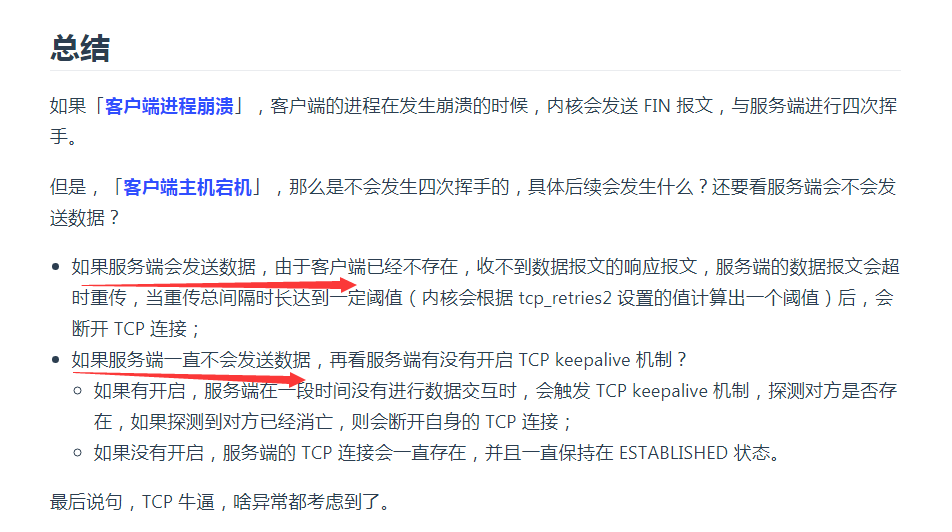 总结
如果「客户端进程崩溃」，客户端的进程在发生崩溃的时候，内核会发送 FIN 报文，与服务端进行四次挥
手。
但是，「客户端主机宕机」，那么是不会发生四次挥手的，具体后续会发生什么？还要看服务端会不会发
送数据？
如果服务端会发送数据，由于客户端已经不存在，收不到数据报文的响应报文，服务端的数据报文会超
时重传，当重传总间隔时长达到一定阈值（内核会根据 tcp_retries2 设置的值计算出一个阈值）后，会
断开 TCP 连接；
如果服务端一直不会发送数据，再看服务端有没有开启 TCP keepalive 机制？
如果有开启，服务端在一段时间没有进行数据交互时，会触发 TCP keepalive 机制，探测对方是否存
在，如果探测到对方已经消亡，则会断开自身的 TCP 连接；
如果没有开启，服务端的 TCP 连接会一直存在，并且一直保持在 ESTABLISHED 状态。
最后说句，TCP 牛逼，啥异常都考虑到了。